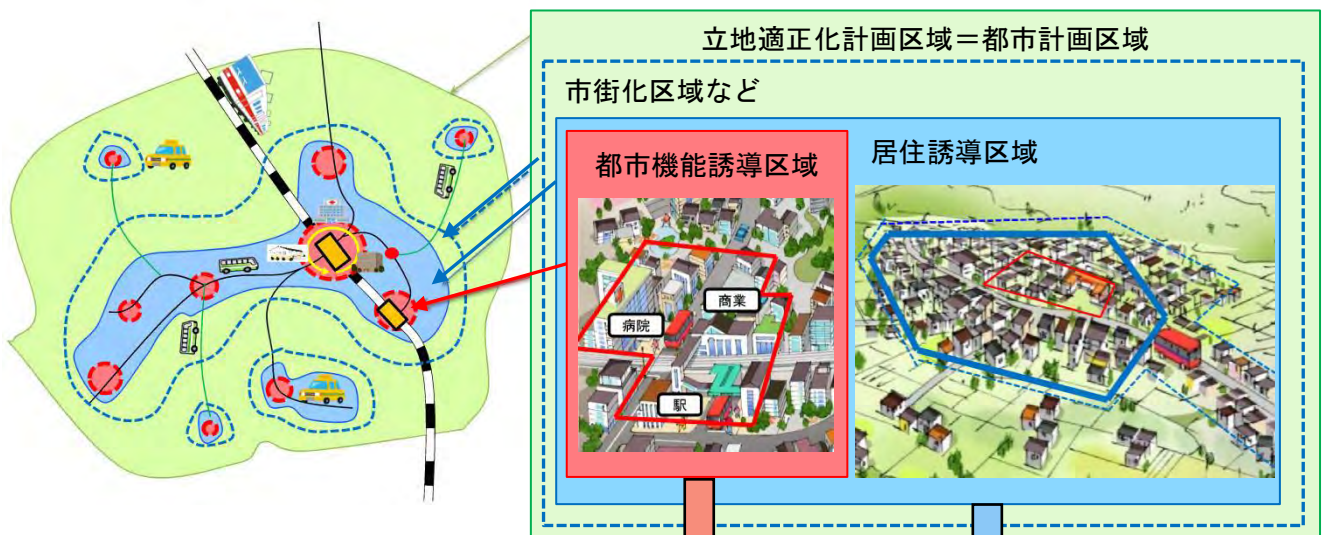 立地適正化計画区域＝都市計画区域
市街化区域など
都市機能誘導区域
居住誘導区域
商業
病院
駅